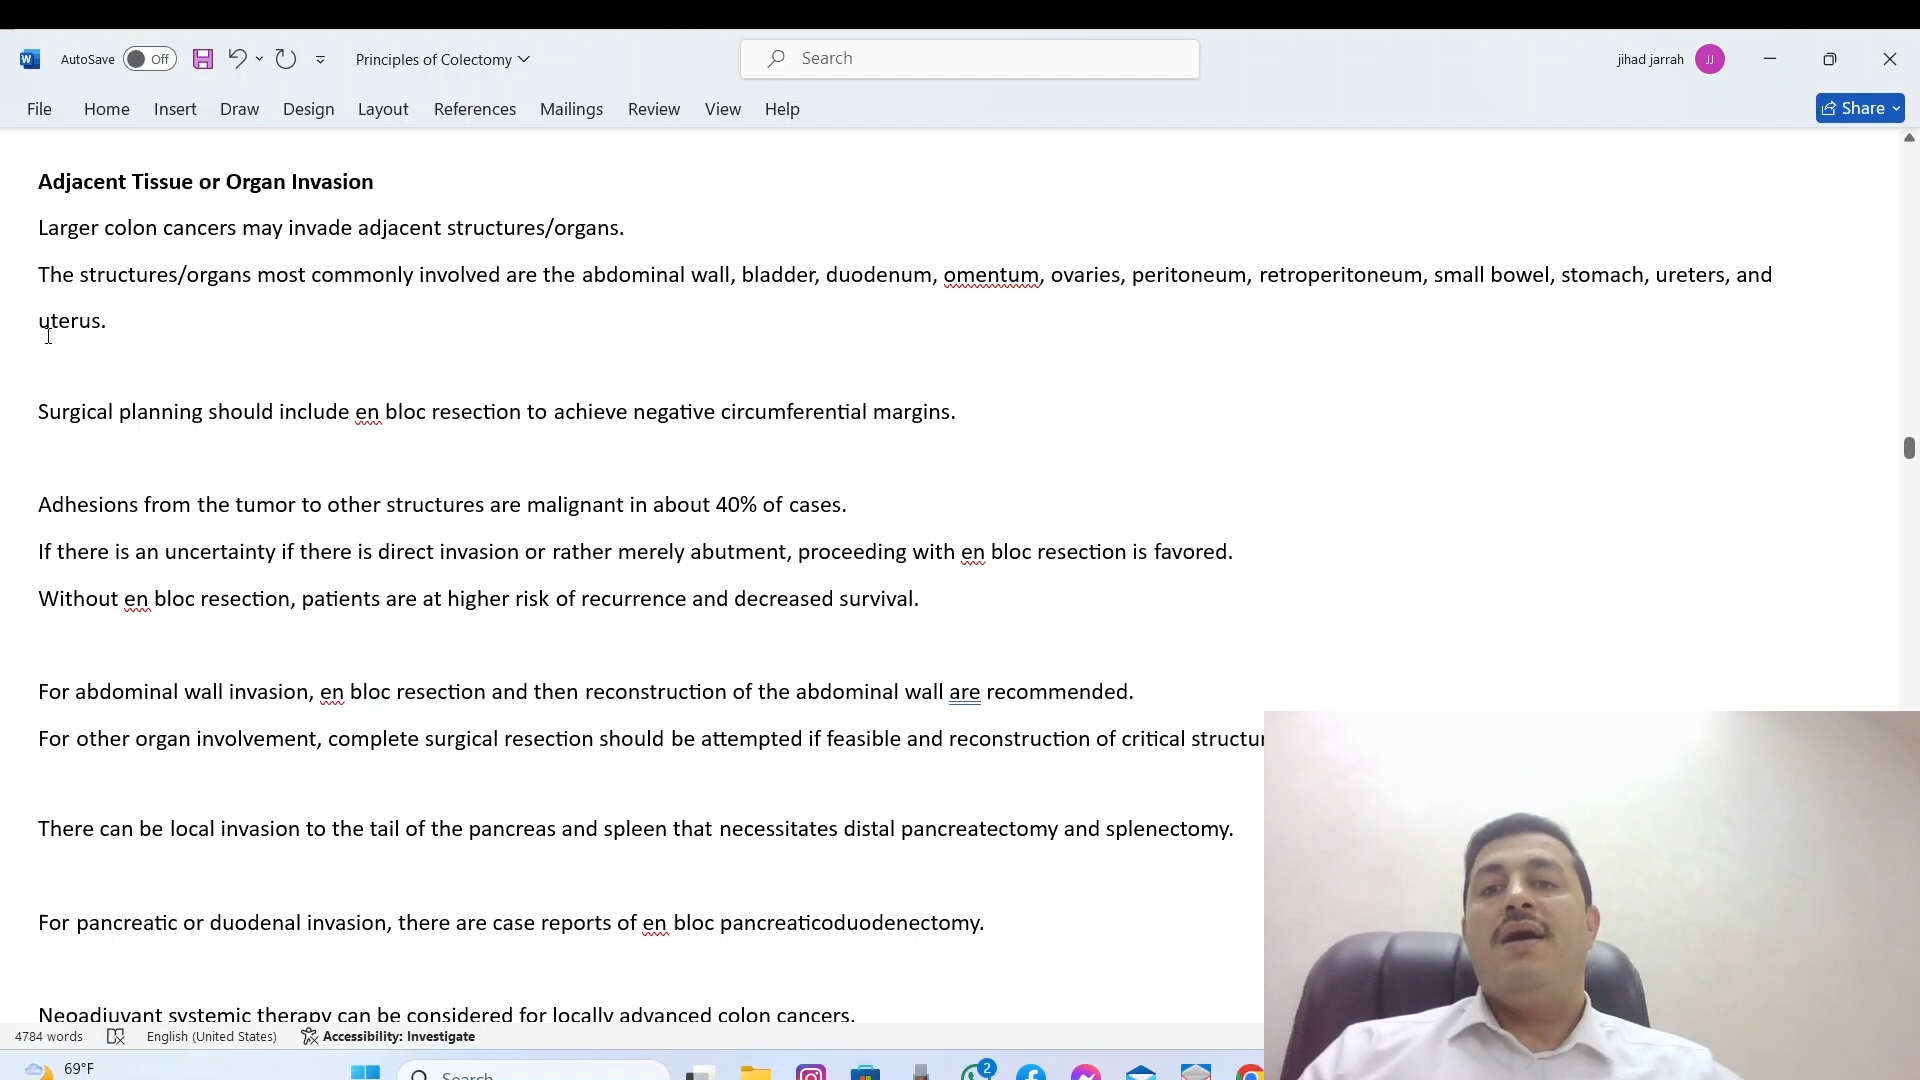 AutoSave Off Principles of Colectomy Search jihad jarrah JJ
File Home Insert Draw Design Layout References Mailings Review View Help Share
Adjacent Tissue or Organ Invasion
Larger colon cancers may invade adjacent structures/organs.
The structures/organs most commonly involved are the abdominal wall, bladder, duodenum, omentum, ovaries, peritoneum, retroperitoneum, small bowel, stomach, ureters, and
uterus.
Surgical planning should include en bloc resection to achieve negative circumferential margins.
Adhesions from the tumor to other structures are malignant in about 40% of cases.
If there is an uncertainty if there is direct invasion or rather merely abutment, proceeding with en bloc resection is favored.
Without en bloc resection, patients are at higher risk of recurrence and decreased survival.
For abdominal wall invasion, en bloc resection and then reconstruction of the abdominal wall are recommended.
For other organ involvement, complete surgical resection should be attempted if feasible and reconstruction of critical
There can be local invasion to the tail of the pancreas and spleen that necessitates distal pancreatectomy and splenectomy.
For pancreatic or duodenal invasion, there are case reports of en bloc pancreaticoduodenectomy.
Neoadjuvant systemic therapy can be considered for locally advanced colon cancers.
4784 words English (United States) Accessibility: Investigate
69°F Search 2